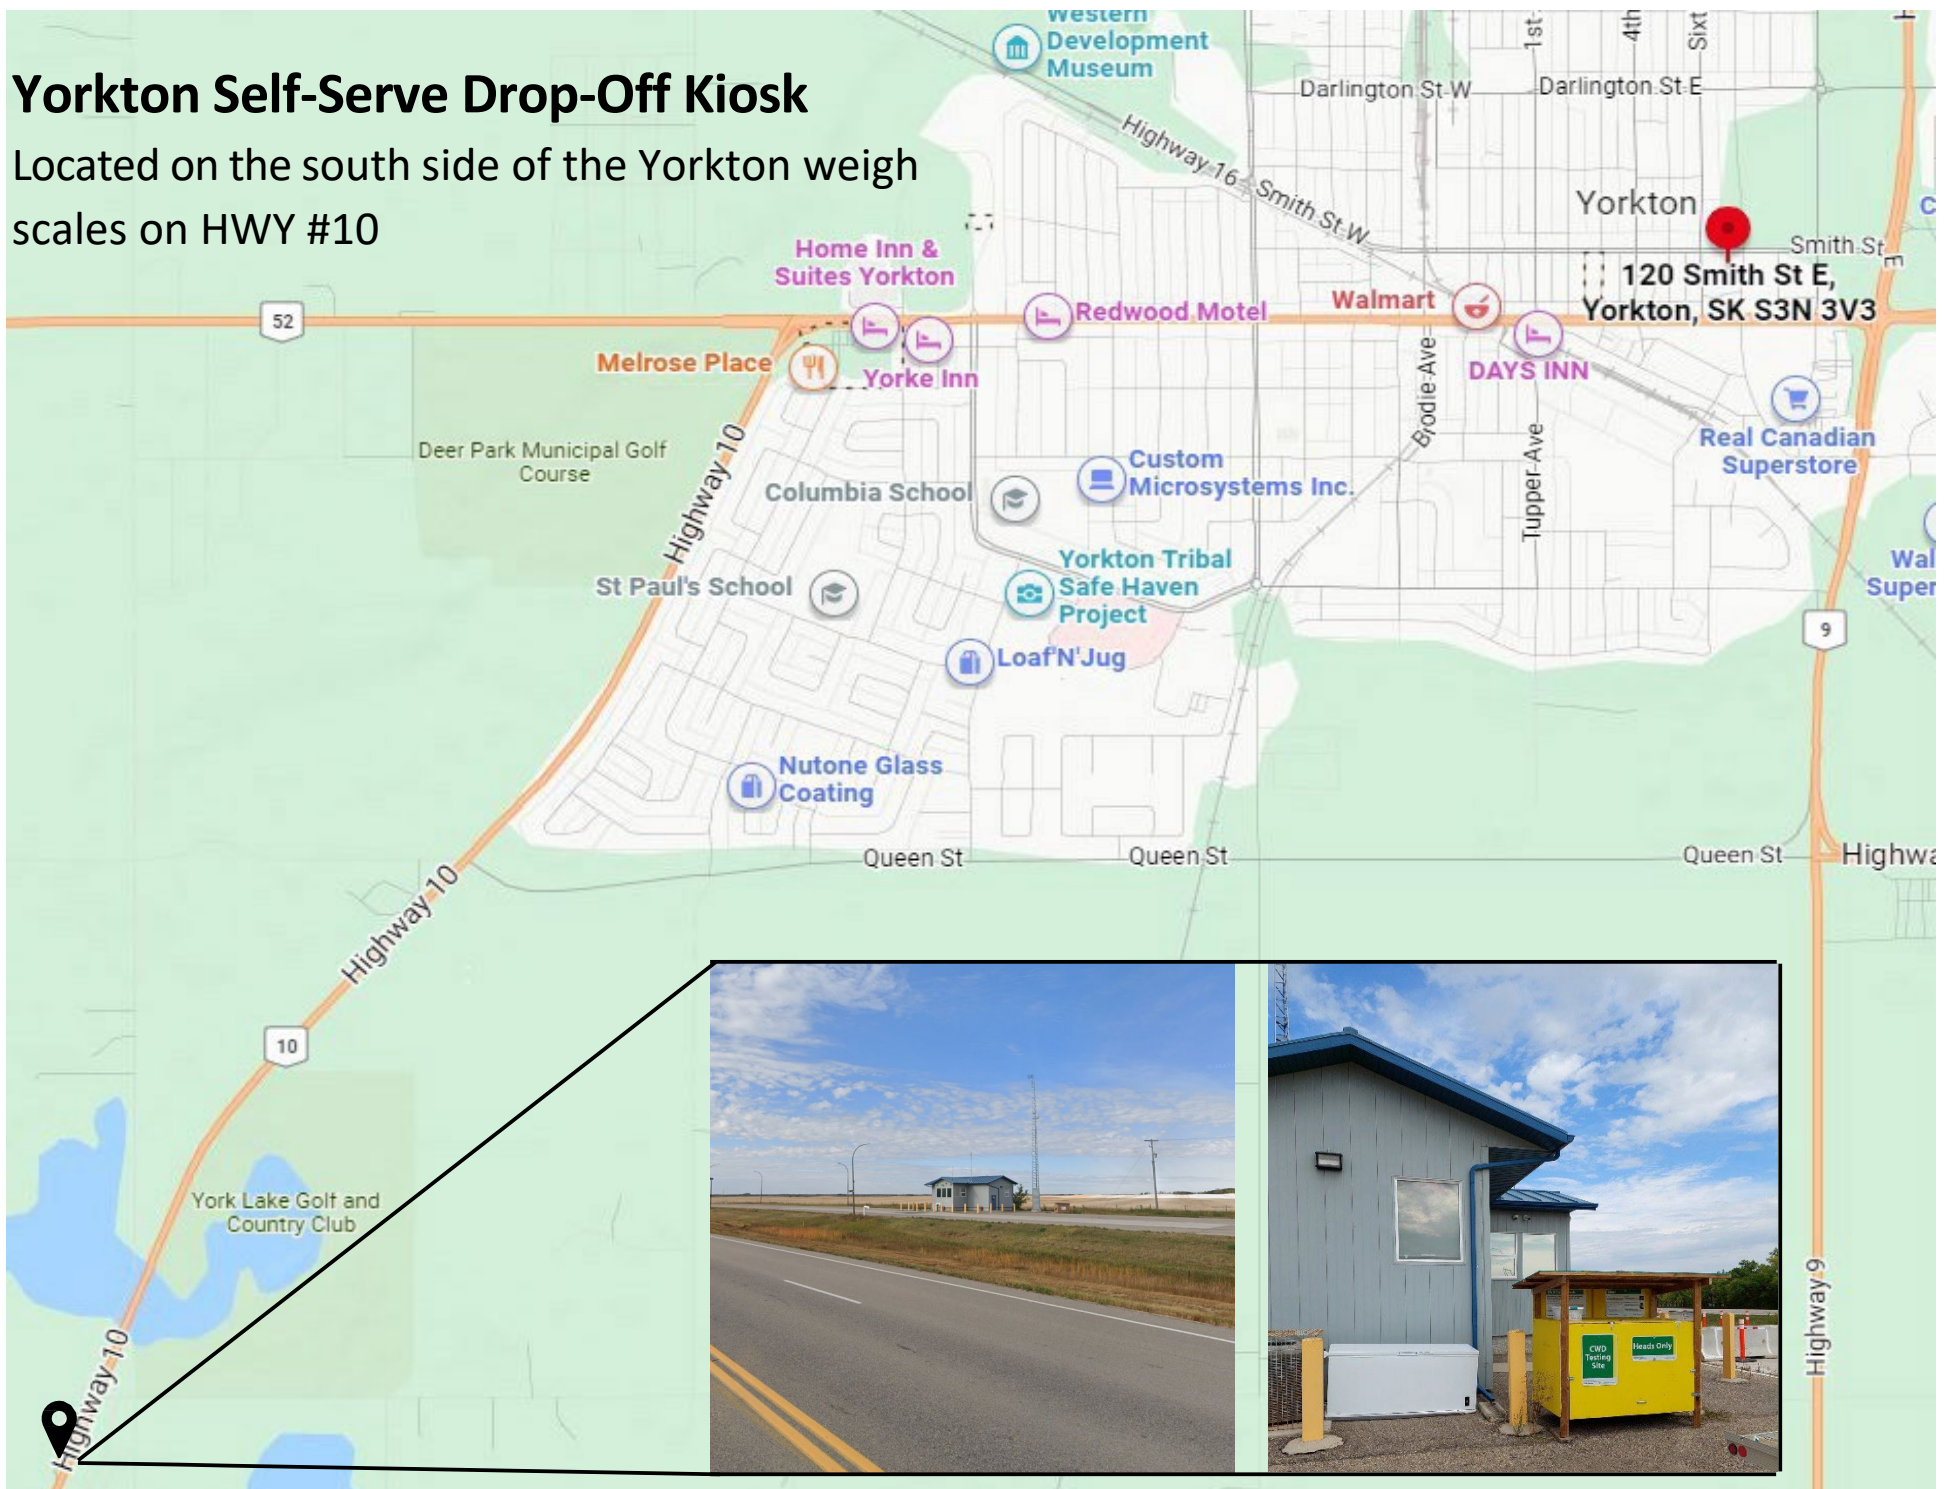 Yorkton Self-Serve Drop-Off Kiosk
Located on the south side of the Yorkton weigh
scales on HWY #10
Western
Development
Museum
Darlington St W
Darlington St E
1st
4th
Sixt
Highway 16
Smith St W
Yorkton
Smith St E
120 Smith St E,
Yorkton, SK S3N 3V3
Home Inn &
Suites Yorkton
52
Redwood Motel
Walmart
Melrose Place
Yorke Inn
DAYS INN
Brodie Ave
Tupper Ave
Real Canadian
Superstore
Deer Park Municipal Golf
Course
Highway 10
Columbia School
Custom
Microsystems Inc.
Yorkton Tribal
Safe Haven
Project
St Paul's School
Wal
Super
9
Loaf'N'Jug
Nutone Glass
Coating
Queen St
Queen St
Queen St
Highwa
Highway 10
10
York Lake Golf and
Country Club
Highway 10
Highway 9
CWD
Testing
Site
Heads Only